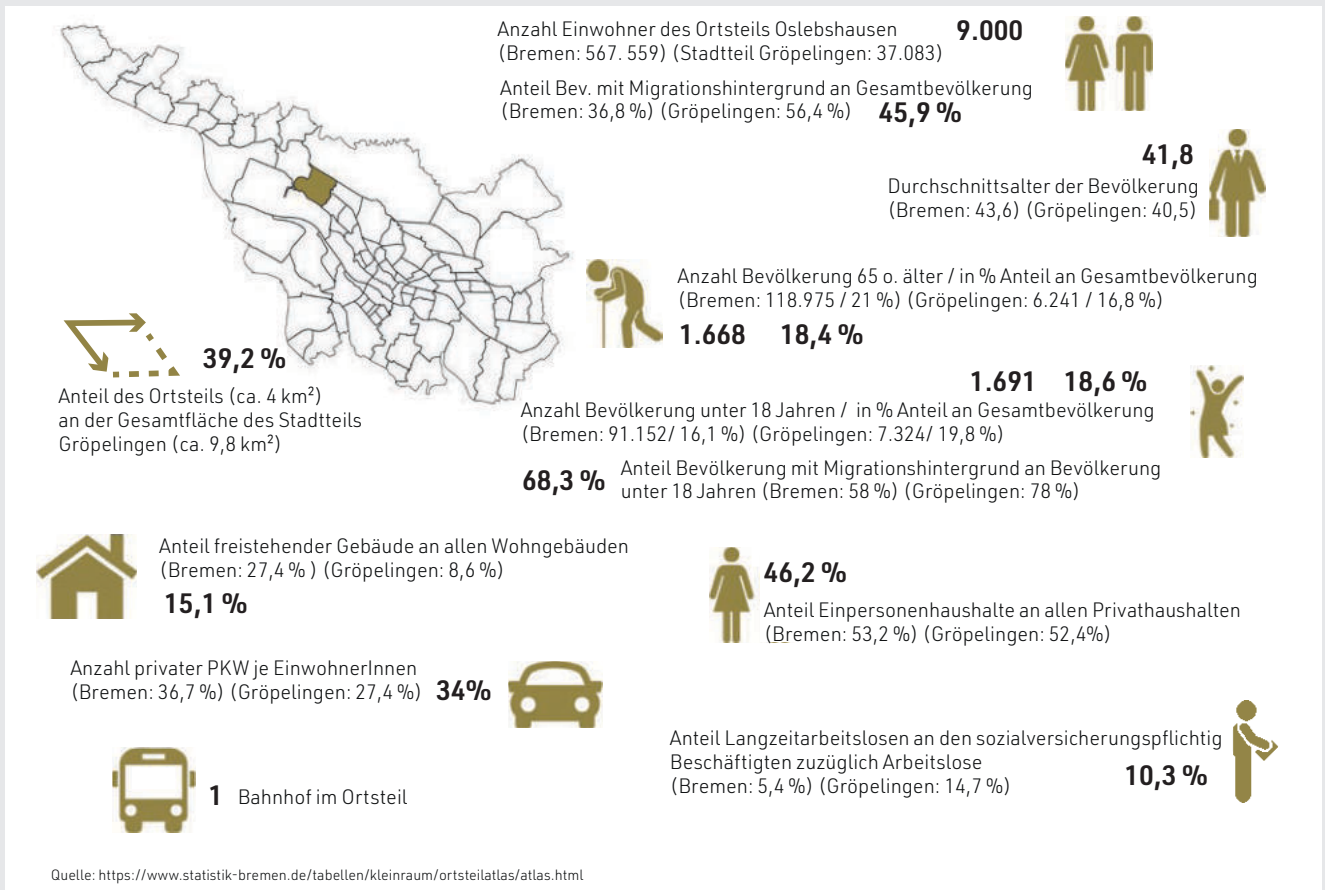 Anzahl Einwohner des Ortsteils Oslebshausen 9.000
(Bremen: 567. 559) (Stadtteil Gröpelingen: 37.083)
Anteil Bev. mit Migrationshintergrund an Gesamtbevölkerung
(Bremen: 36,8 %) (Gröpelingen: 56,4 %) 45,9 %
41,8
Durchschnittsalter der Bevölkerung
(Bremen: 43,6) (Gröpelingen: 40,5)
Anzahl Bevölkerung 65 o. älter / in % Anteil an Gesamtbevölkerung
(Bremen: 118.975 / 21 %) (Gröpelingen: 6.241 / 16,8 %)
1.668 18,4 %
39,2 %
Anteil des Ortsteils (ca. 4 km²)
an der Gesamtfläche des Stadtteils
Gröpelingen (ca. 9,8 km²)
1.691 18,6 %
Anzahl Bevölkerung unter 18 Jahren / in % Anteil an Gesamtbevölkerung
(Bremen: 91.152/ 16,1 %) (Gröpelingen: 7.324/ 19,8 %)
68,3 % Anteil Bevölkerung mit Migrationshintergrund an Bevölkerung
unter 18 Jahren (Bremen: 58 %) (Gröpelingen: 78 %)
Anteil freistehender Gebäude an allen Wohngebäuden
(Bremen: 27,4 % ) (Gröpelingen: 8,6 %)
15,1 %
46,2 %
Anteil Einpersonenhaushalte an allen Privathaushalten
(Bremen: 53,2 %) (Gröpelingen: 52,4%)
Anzahl privater PKW je EinwohnerInnen
(Bremen: 36,7 %) (Gröpelingen: 27,4 %) 34%
Anteil Langzeitarbeitslosen an den sozialversicherungspflichtig
Beschäftigten zuzüglich Arbeitslose
(Bremen: 5,4 %) (Gröpelingen: 14,7 %) 10,3 %
1 Bahnhof im Ortsteil
Quelle: https://www.statistik-bremen.de/tabellen/kleinraum/ortsteilatlas/atlas.html